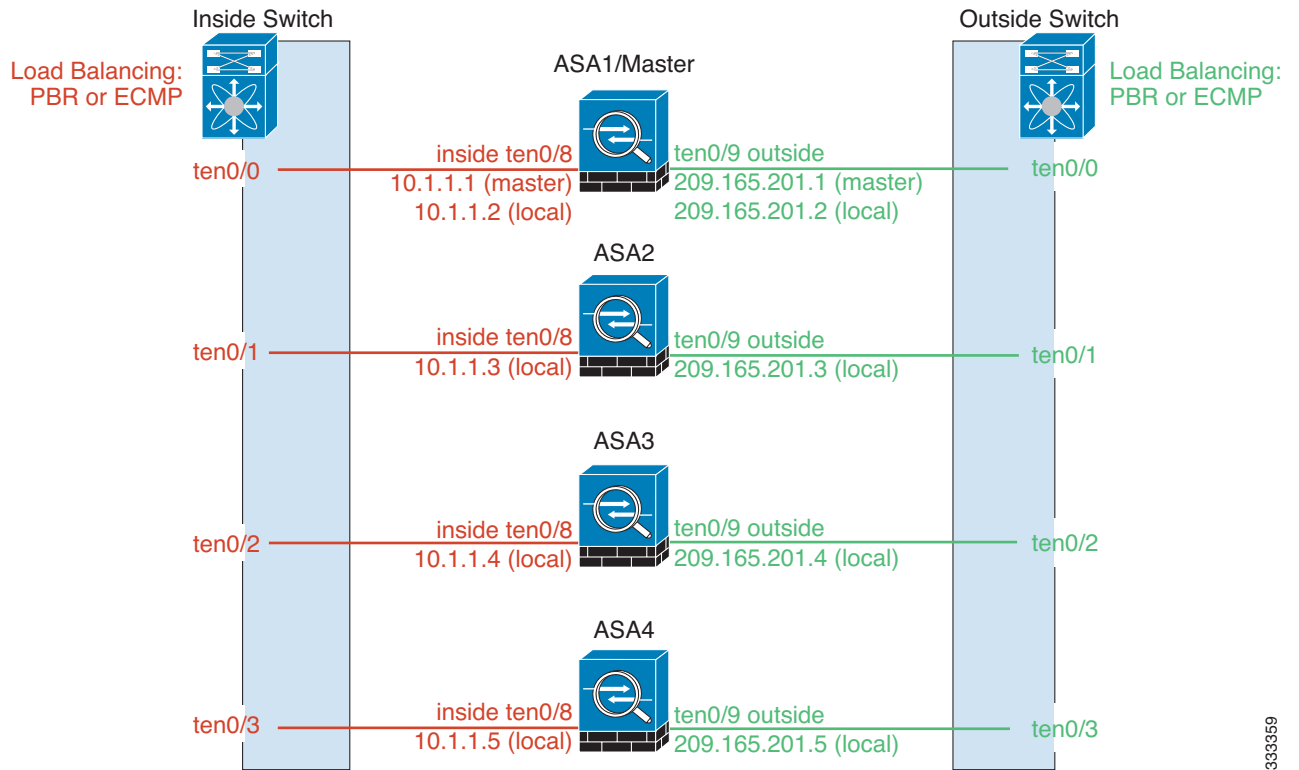 Inside Switch
Outside Switch
Load Balancing:
PBR or ECMP
ASA1/Master
Load Balancing:
PBR or ECMP
ten0/0
inside ten0/8
10.1.1.1 (master)
10.1.1.2 (local)
ten0/9 outside
209.165.201.1 (master)
209.165.201.2 (local)
ten0/0
ASA2
ten0/1
inside ten0/8
10.1.1.3 (local)
ten0/9 outside
209.165.201.3 (local)
ten0/1
ASA3
ten0/2
inside ten0/8
10.1.1.4 (local)
ten0/9 outside
209.165.201.4 (local)
ten0/2
ASA4
ten0/3
inside ten0/8
10.1.1.5 (local)
ten0/9 outside
209.165.201.5 (local)
ten0/3
333359